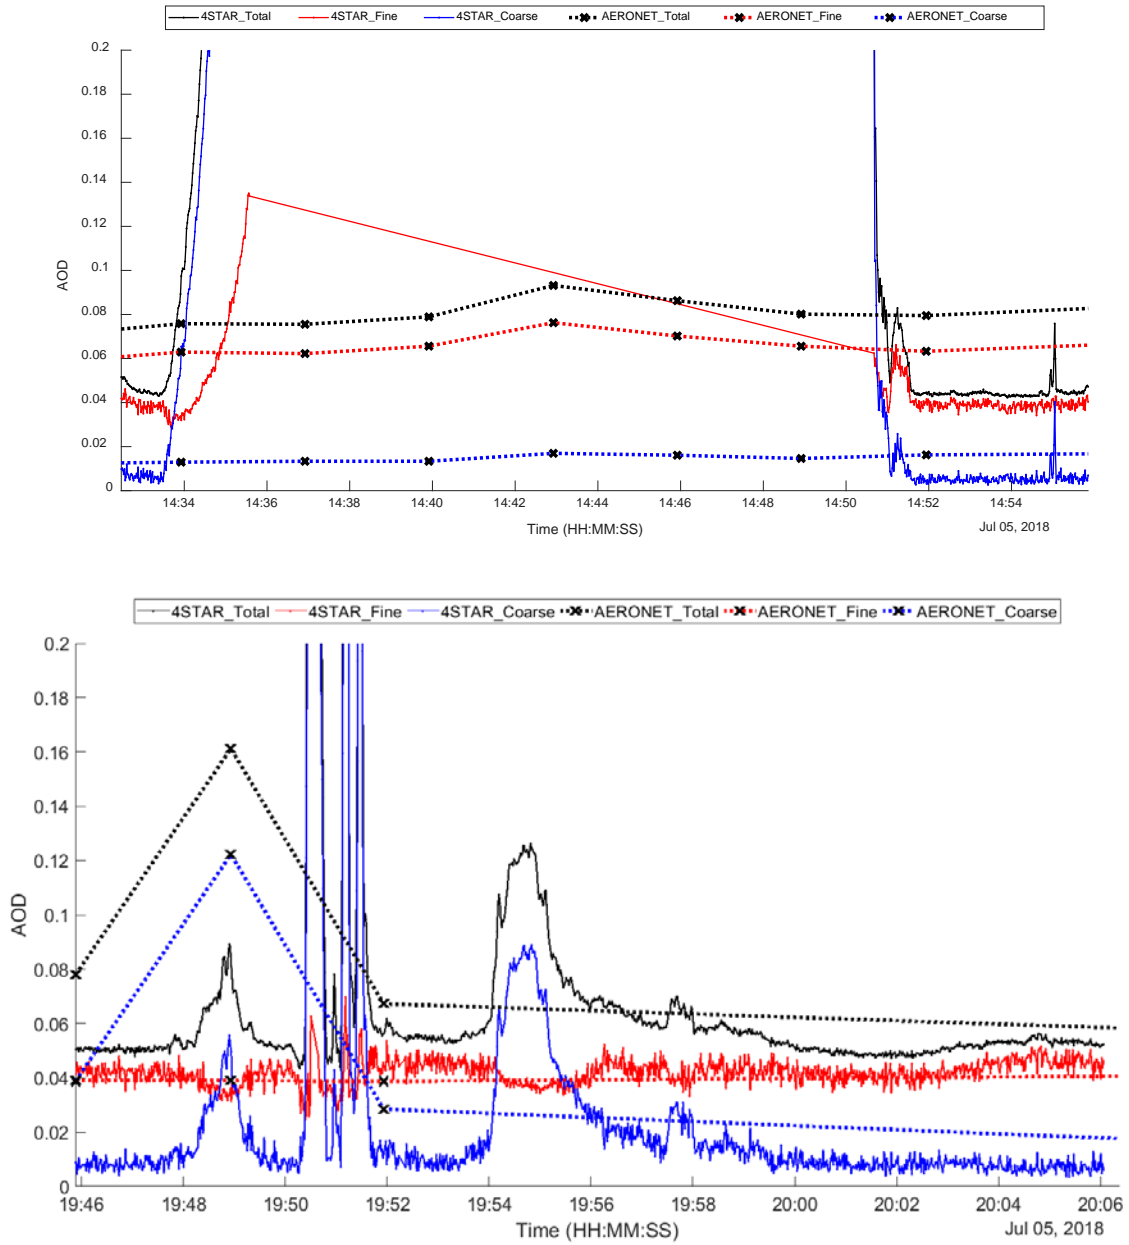 4STAR_Total 4STAR_Fine 4STAR_Coarse AERONET_Total AERONET_Fine AERONET_Coarse
0.2
0.18
0.16
0.14
0.12
0.1
0.08
0.06
0.04
0.02
0
AOD
14:34 14:36 14:38 14:40 14:42 14:44 14:46 14:48 14:50 14:52 14:54
Time (HH:MM:SS)
Jul 05, 2018
4STAR_Total 4STAR_Fine 4STAR_Coarse AERONET_Total AERONET_Fine AERONET_Coarse
0.2
0.18
0.16
0.14
0.12
0.1
0.08
0.06
0.04
0.02
0
AOD
19:46 19:48 19:50 19:52 19:54 19:56 19:58 20:00 20:02 20:04 20:06
Time (HH:MM:SS)
Jul 05, 2018